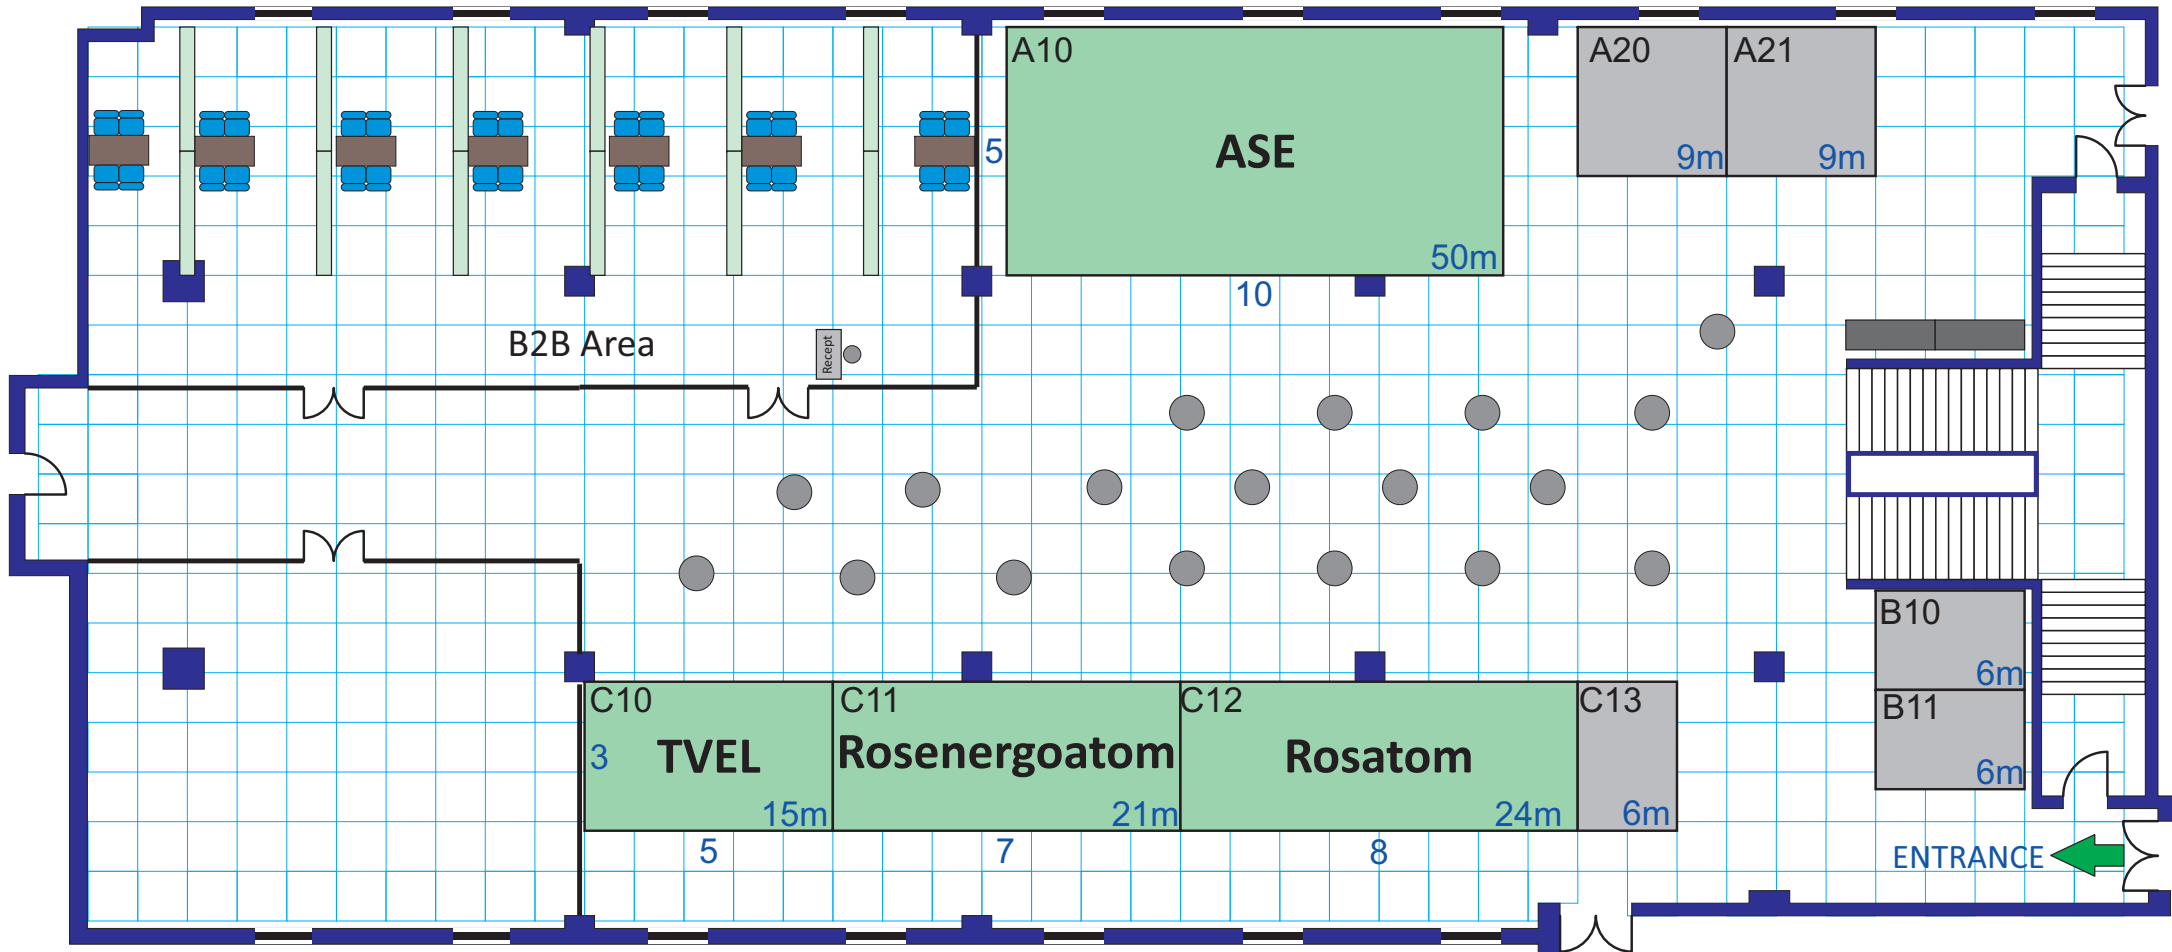 A10
A20
A21
5
ASE
9m
9m
50m
10
B2B Area
Recept
B10
6m
C10
C11
C12
C13
B11
3
TVEL
Rosenergoatom
Rosatom
6m
15m
21m
24m
6m
5
7
8
ENTRANCE